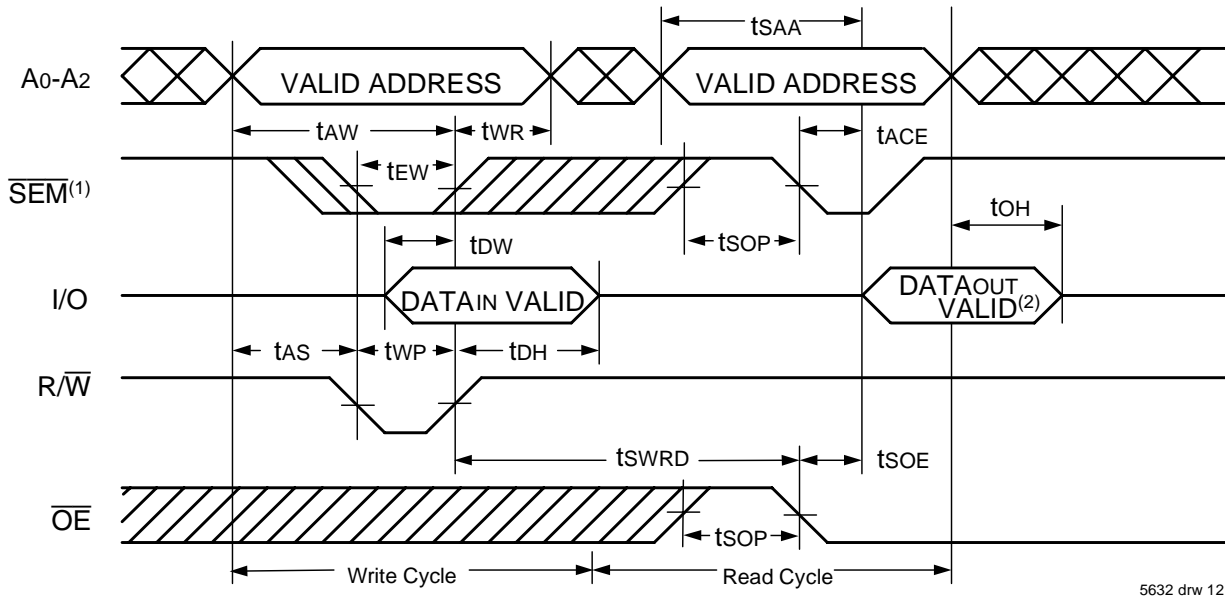 tSAA
A0-A2
VALID ADDRESS
VALID ADDRESS
tAW
tWR
tACE
tEW
SEM(1)
tOH
tDW
tSOP
I/O
DATAIN VALID
DATAOUT
VALID(2)
tAS
tWP
tDH
R/W
tSWRD
tSOE
OE
tSOP
Write Cycle
Read Cycle
5632 drw 12